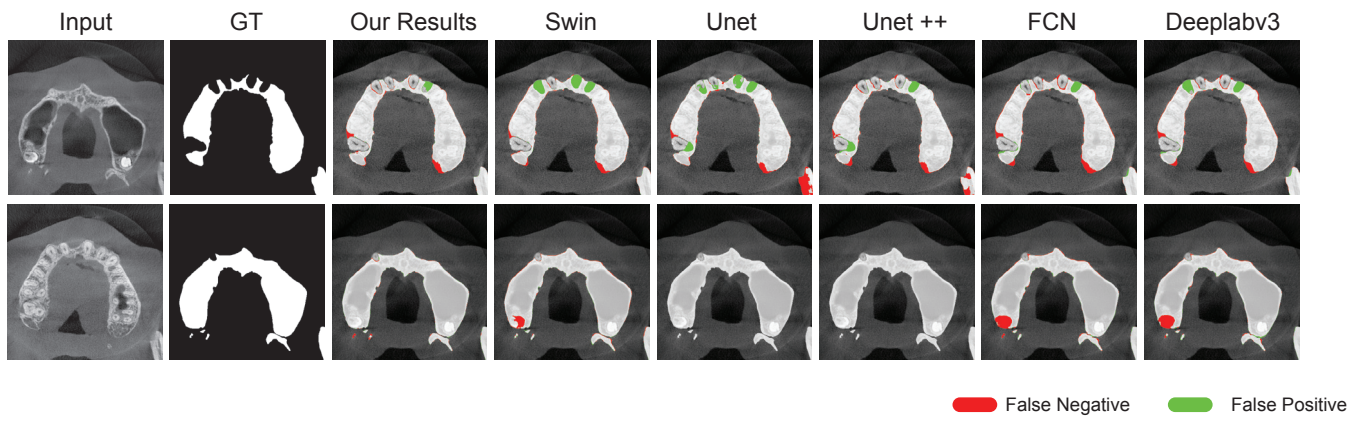 Input GT Our Results Swin Unet Unet ++ FCN Deeplabv3
False Negative False Positive